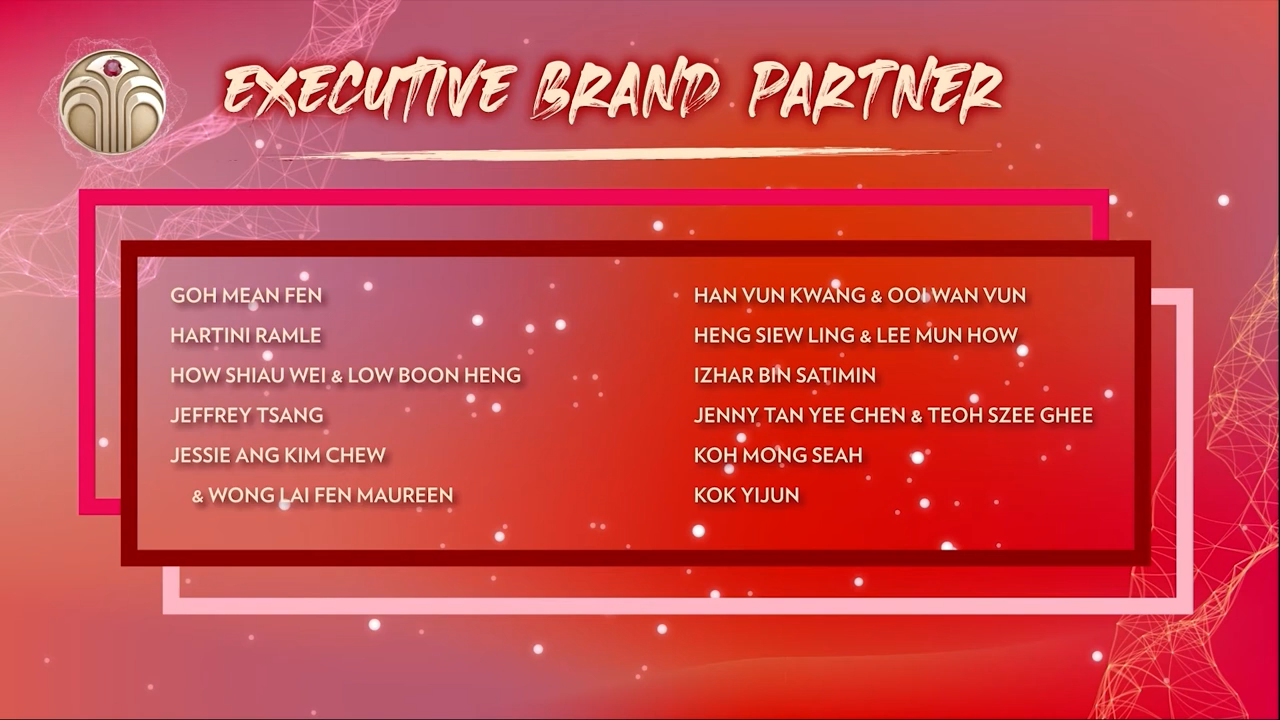 EXECUTIVE BRAND PARTNER
GOH MEAN FEN
HARTINI RAMLE
HOW SHIAU WEI & LOW BOON HENG
JEFFREY TSANG
JESSIE ANG KIM CHEW
& WONG LAI FEN MAUREEN
HAN VUN KWANG & OOI WAN VUN
HENG SIEW LING & LEE MUN HOW
IZHAR BIN SATIMIN
JENNY TAN YEE CHEN & TEOH SZEE GHEE
KOH MONG SEAH
KOK YIJUN